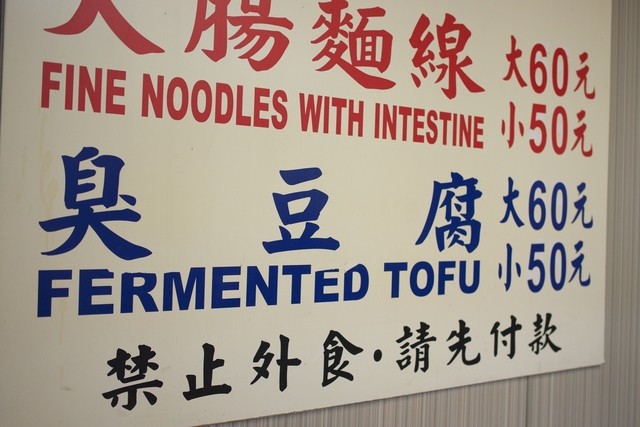 大腸麵線 大60元
FINE NOODLES WITH INTESTINE 小50元
臭豆腐 大60元
FERMENTED TOFU 小50元
禁止外食·請先付款